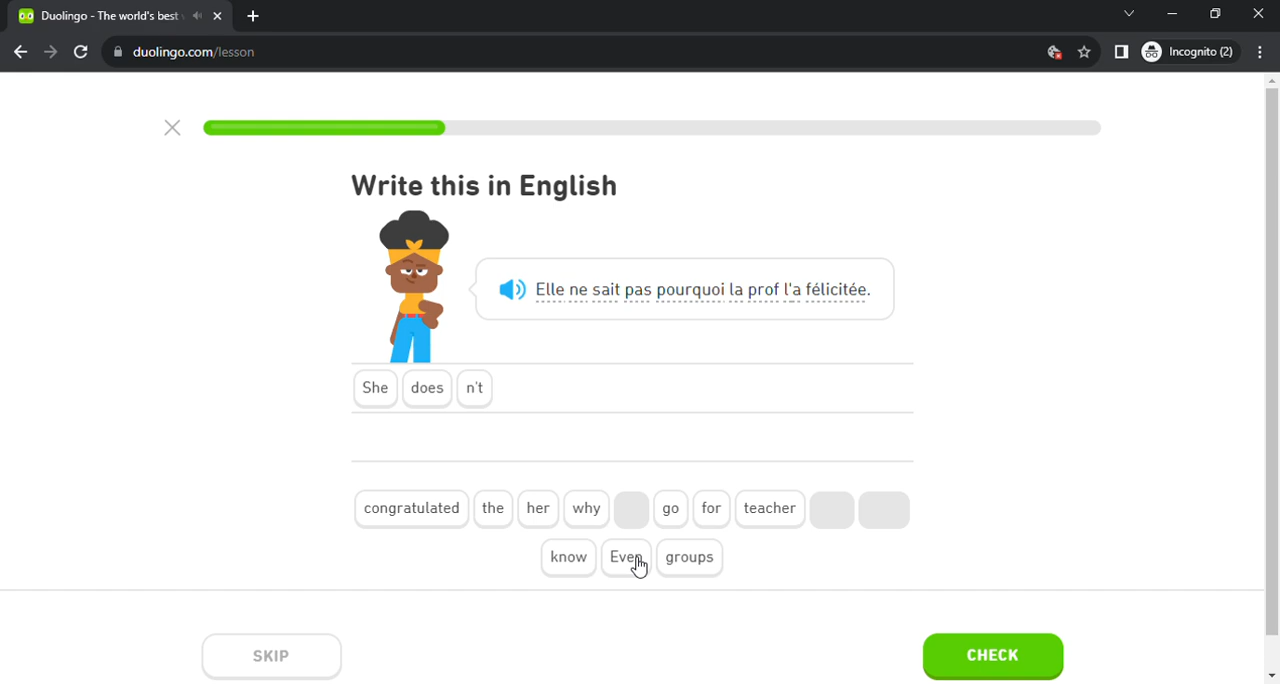 Duolingo - The world's best
duolingo.com/lesson
Incognito (2)
Write this in English
Elle ne sait pas pourquoi la prof l'a félicitée.
She does n't
congratulated the her why go for teacher
know Even groups
SKIP CHECK